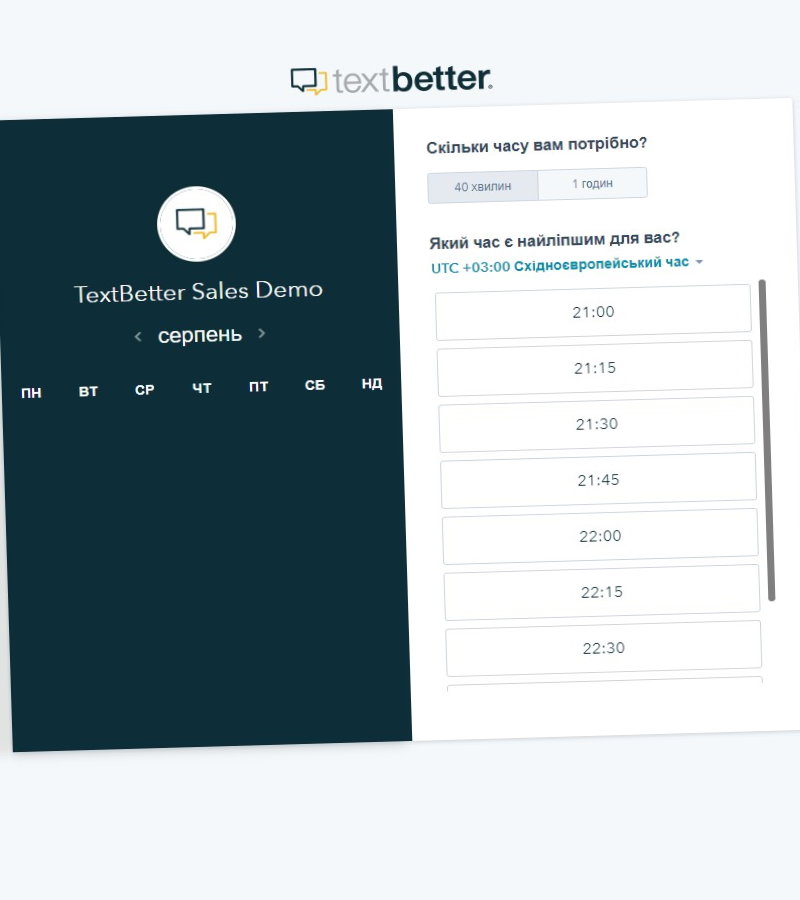 textbetter.
TextBetter Sales Demo
серпень
ПН ВТ СР ЧТ ПТ СБ НД
Скільки часу вам потрібно?
40 хвилин 1 годин
Який час є найліпшим для вас?
UTC +03:00 Східноєвропейський час
21:00
21:15
21:30
21:45
22:00
22:15
22:30